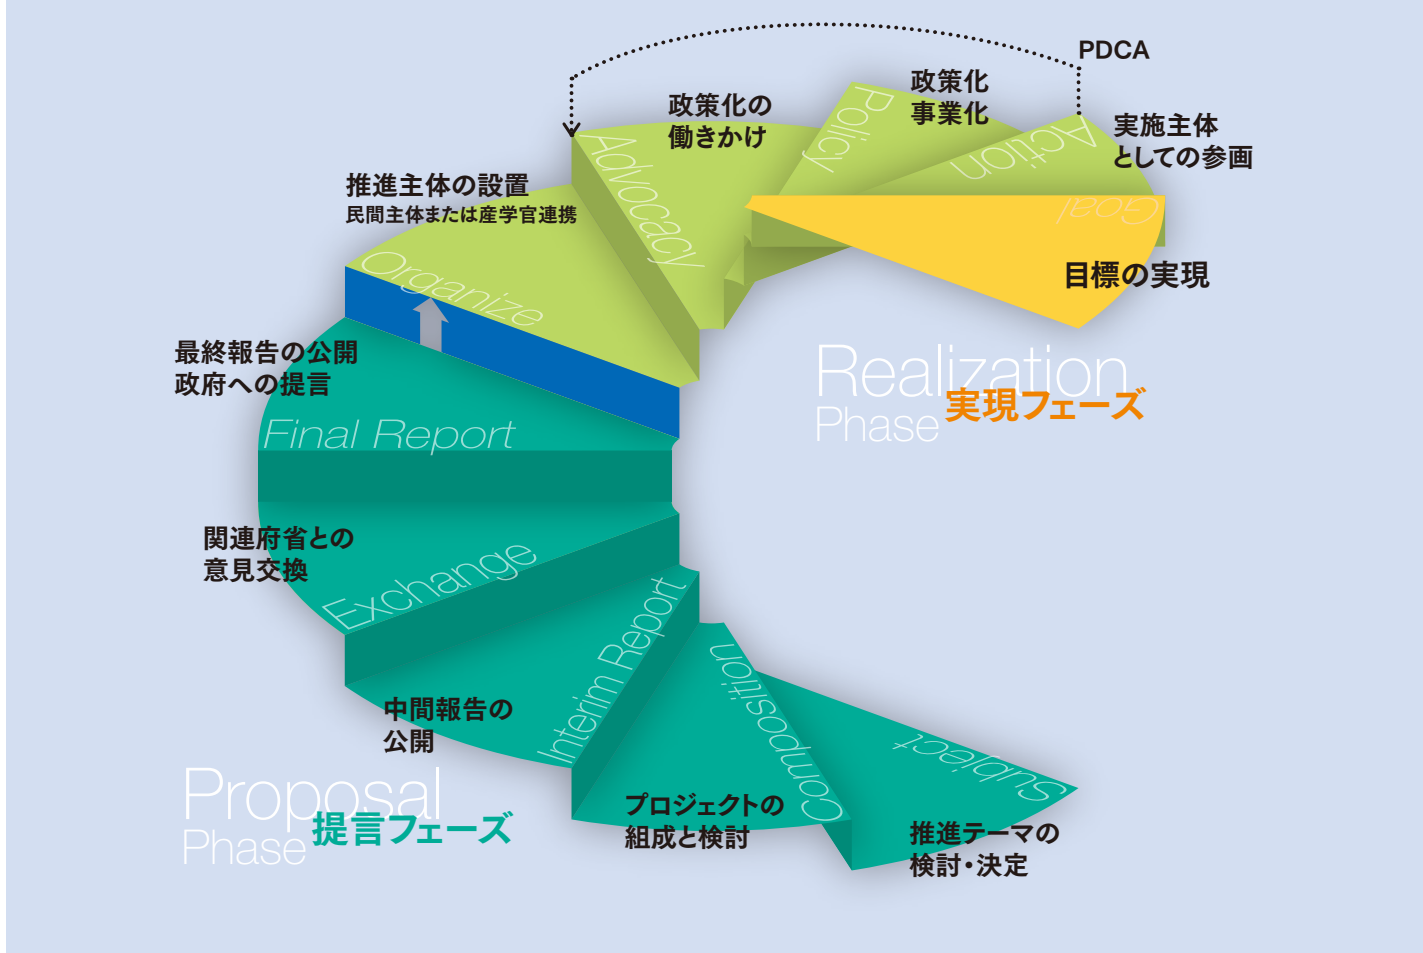 PDCA
政策化の
働きかけ
Advocacy
政策化
事業化
Policy
実施主体
としての参画
Action
Goal
目標の実現
推進主体の設置
民間主体または産学官連携
Organize
Realization
Phase
実現フェーズ
最終報告の公開
政府への提言
Final Report
関連府省との
意見交換
Exchange
中間報告の
公開
Interim Report
プロジェクトの
組成と検討
Composition
推進テーマの
検討・決定
Subject
Proposal
Phase
提言フェーズ